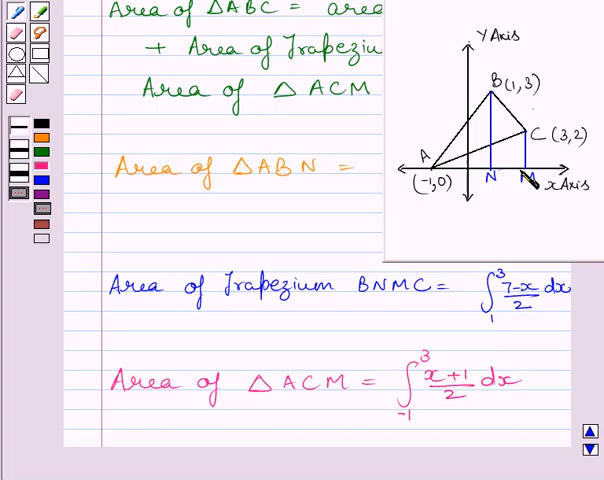 Area of △ABC = area
+ Area of Trapezium
Area of △ ACM
Area of △ABN =
Area of Trapezium BNMC = ∫₁³ 7-x/2 dx
Area of △ACM = ∫₋₁³ x+1/2 dx
Y Axis
B(1,3)
C (3,2)
A
(-1,0)
N
M
x Axis